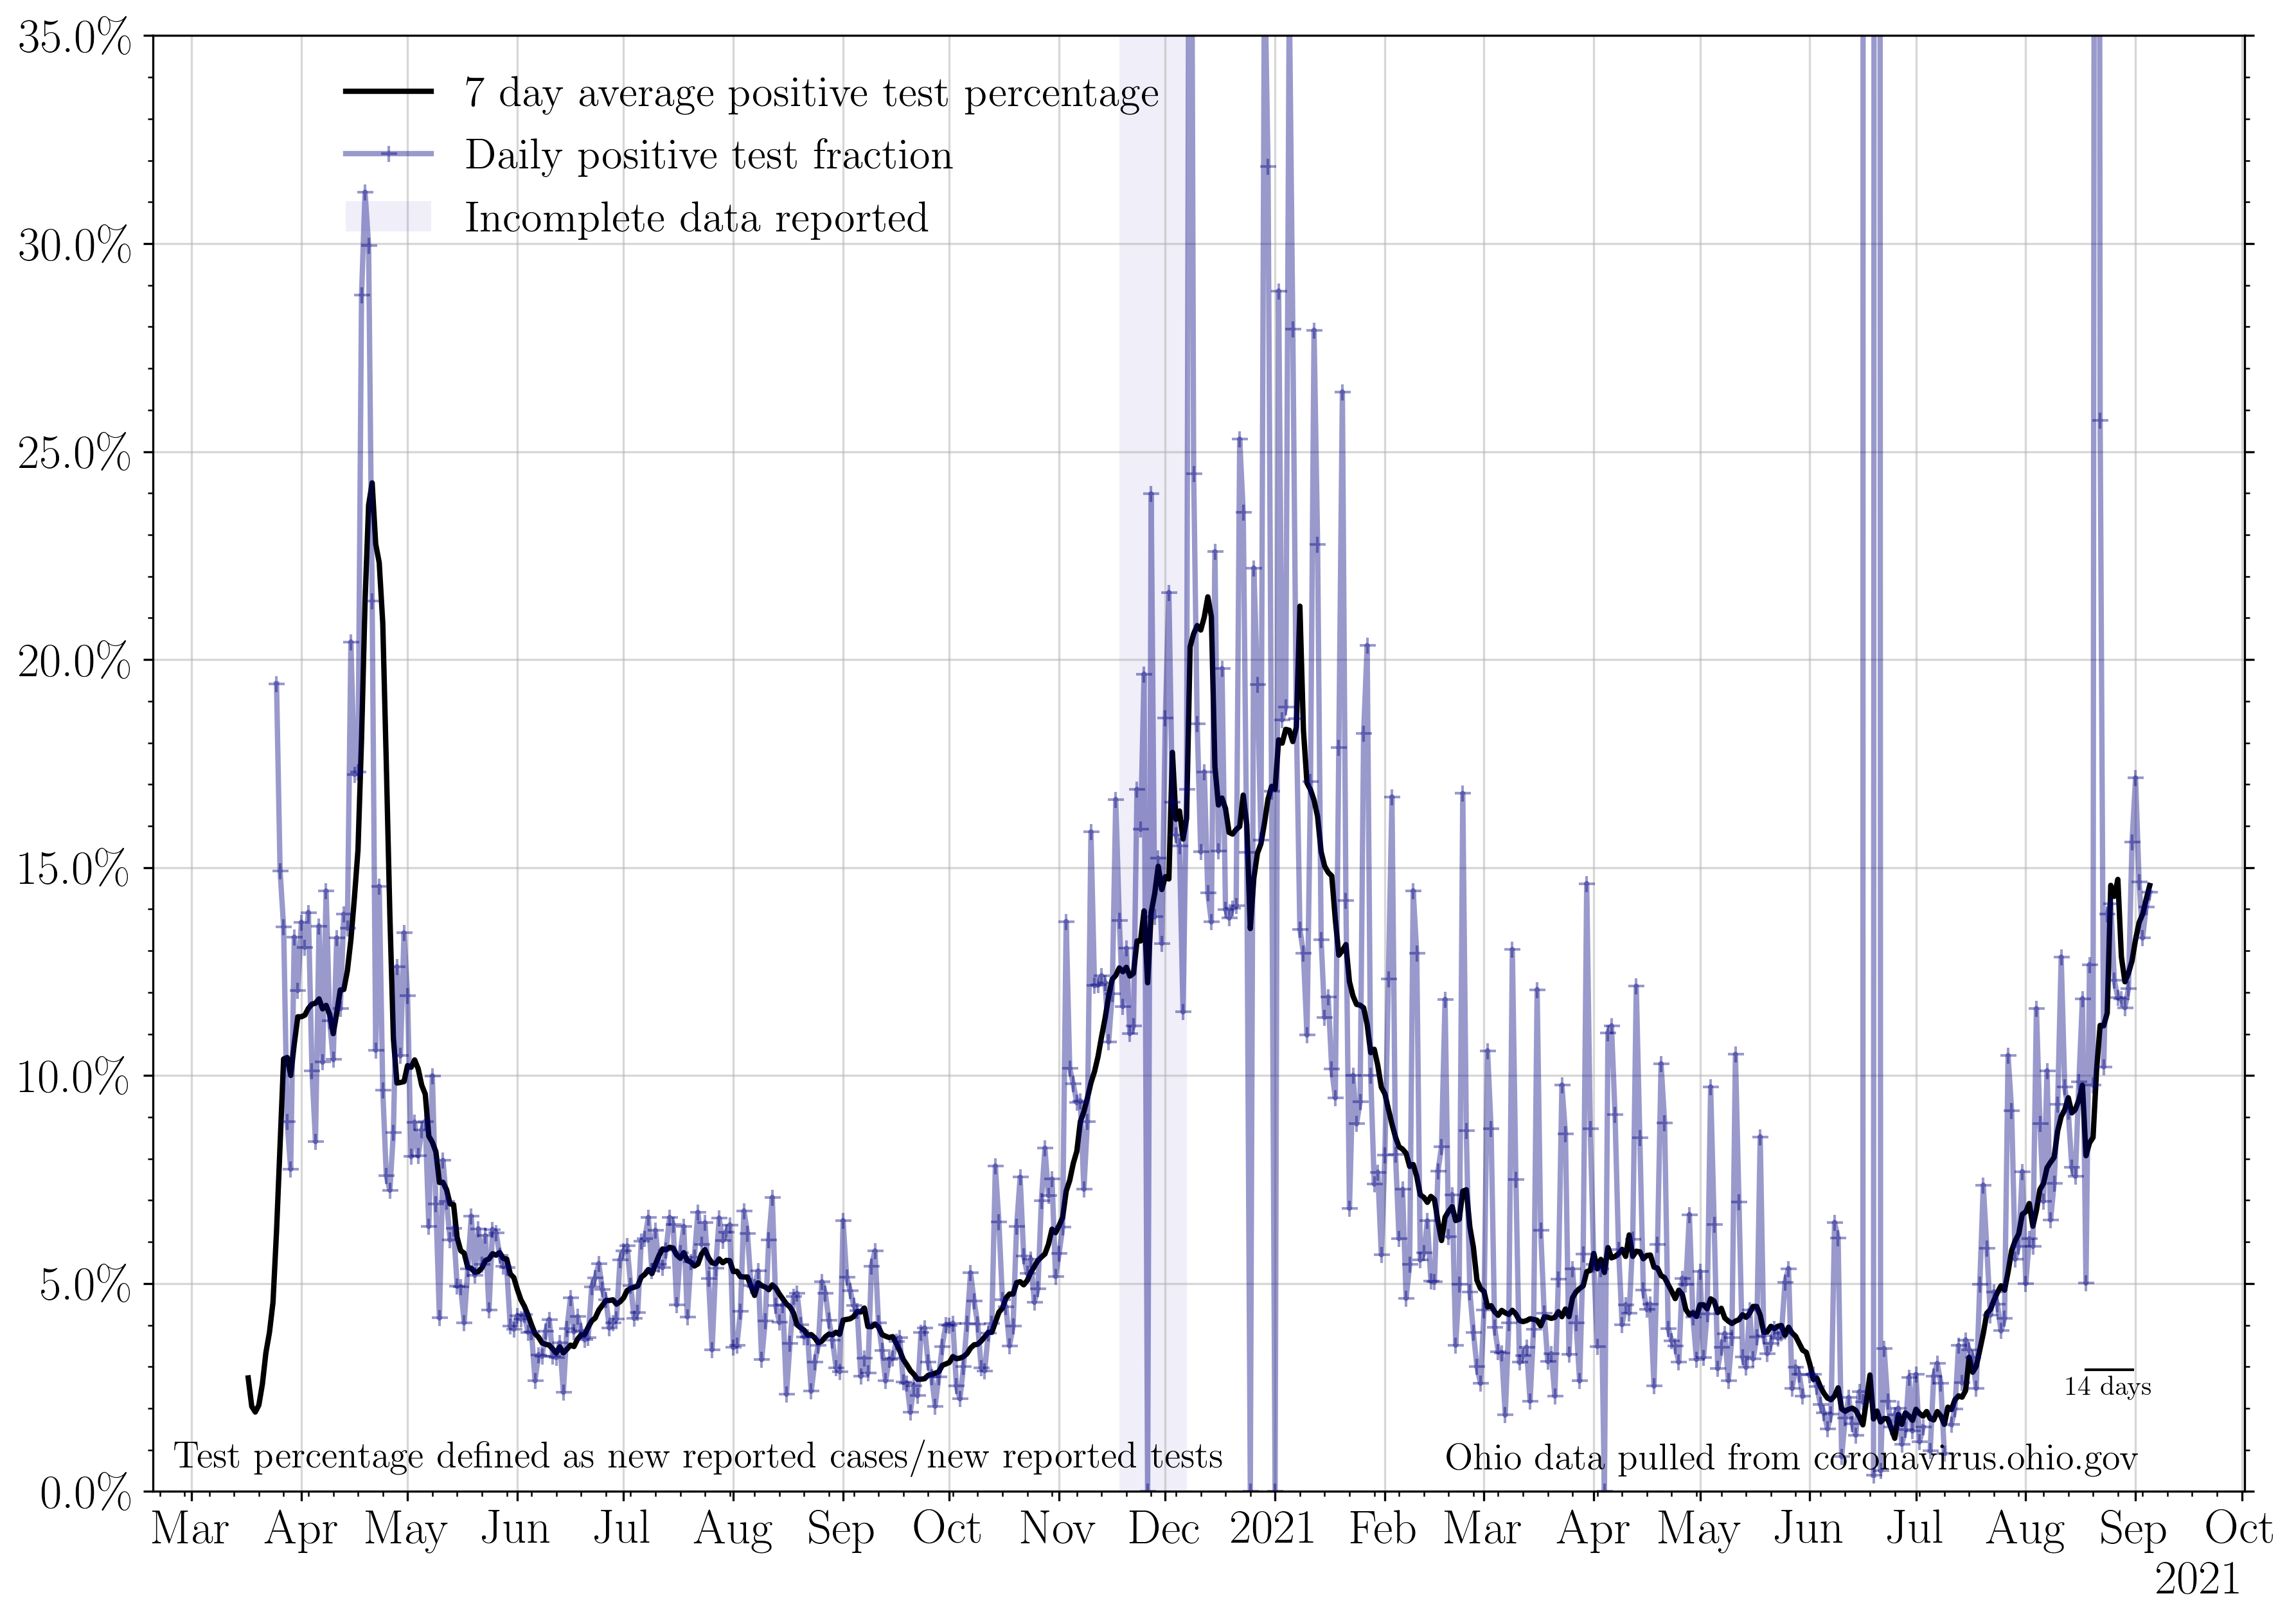 35.0%
30.0%
25.0%
20.0%
15.0%
10.0%
5.0%
0.0%
7 day average positive test percentage
Daily positive test fraction
Incomplete data reported
14 days
Test percentage defined as new reported cases/new reported tests
Ohio data pulled from coronavirus.ohio.gov
Mar Apr May Jun Jul Aug Sep Oct Nov Dec 2021 Feb Mar Apr May Jun Jul Aug Sep Oct
2021